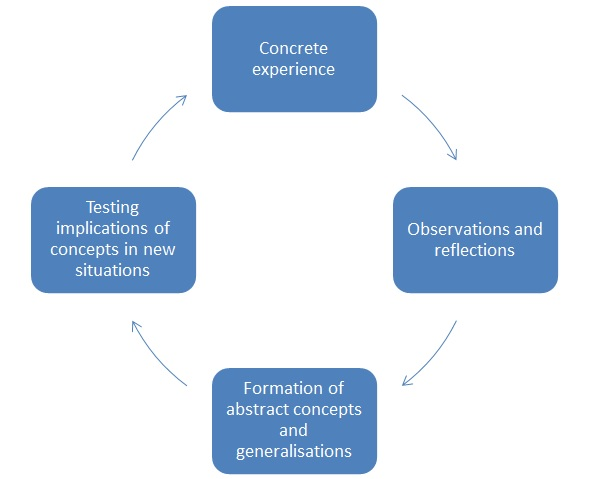 Concrete
experience
Observations and
reflections
Formation of
abstract concepts
and
generalisations
Testing
implications of
concepts in new
situations